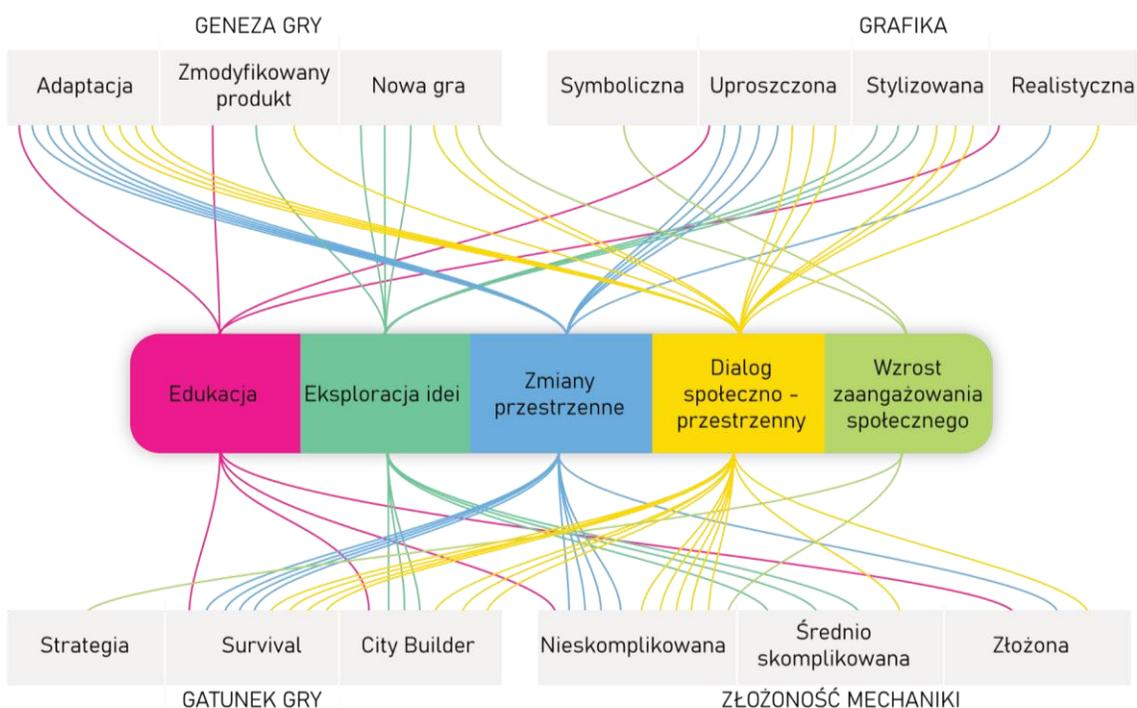 GENEZA GRY
GRAFIKA
Adaptacja
Zmodyfikowany
produkt
Nowa gra
Symboliczna
Uproszczona
Stylizowana
Realistyczna
Edukacja
Eksploracja idei
Zmiany
przestrzenne
Dialog
społeczno -
przestrzenny
Wzrost
zaangażowania
społecznego
Strategia
Survival
City Builder
Nieskomplikowana
Średnio
skomplikowana
Złożona
GATUNEK GRY
ZŁOŻONOŚĆ MECHANIKI